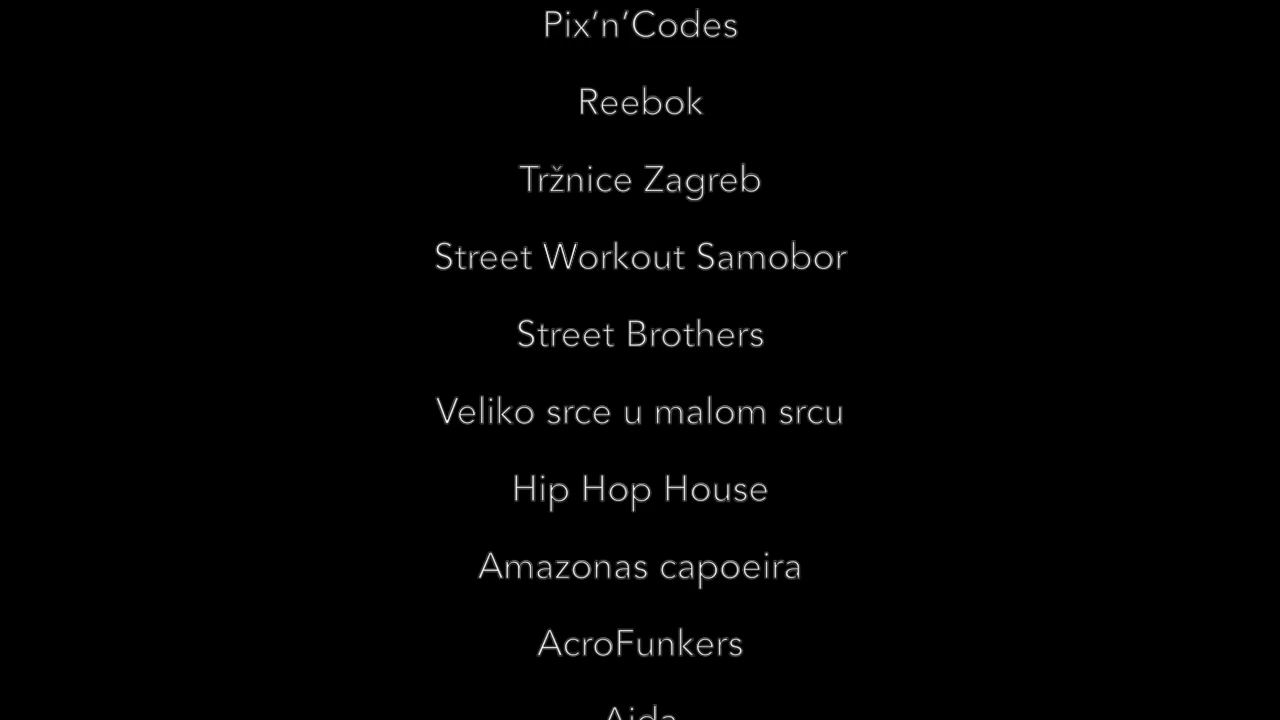 Pix’n’Codes
Reebok
Tržnice Zagreb
Street Workout Samobor
Street Brothers
Veliko srce u malom srcu
Hip Hop House
Amazonas capoeira
AcroFunkers
Aida